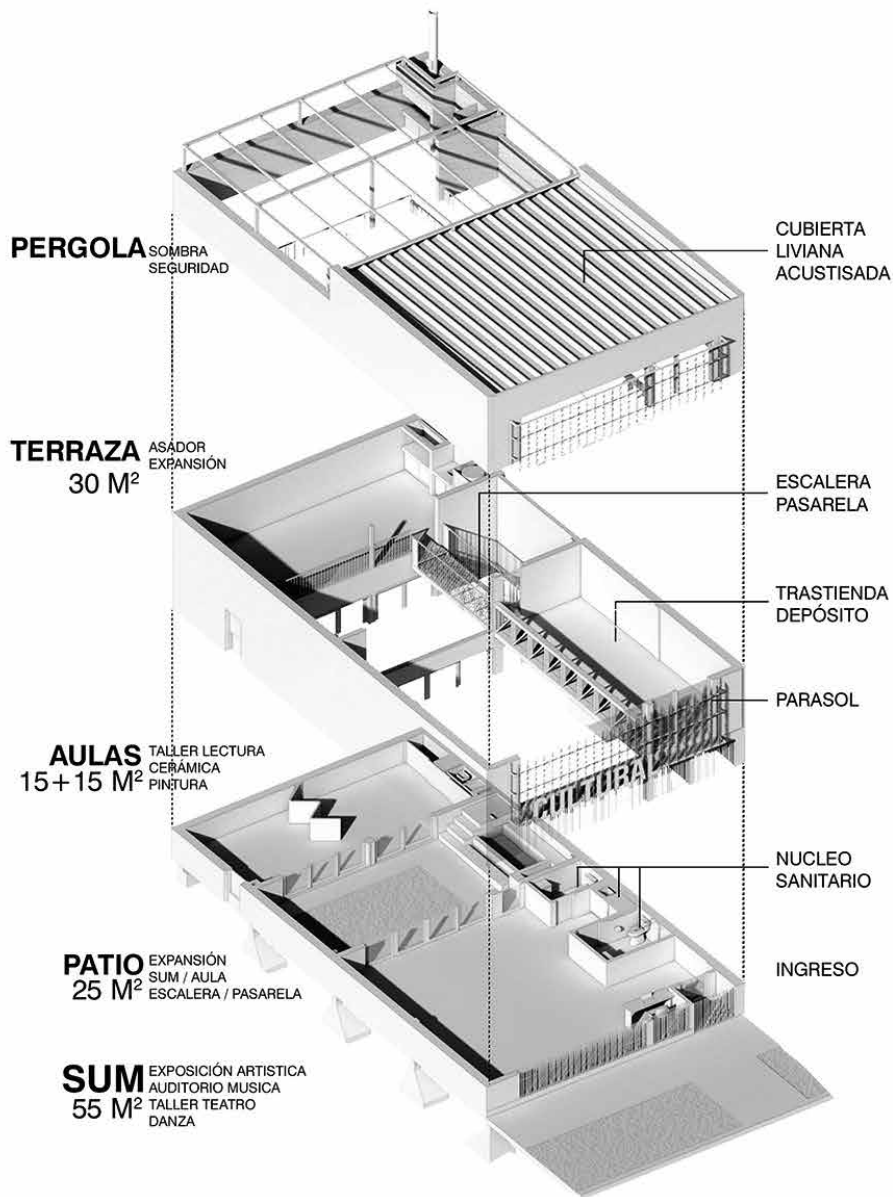 PERGOLA SOMBRA
SEGURIDAD
CUBIERTA
LIVIANA
ACUSTISADA
TERRAZA ASADOR
30 M² EXPANSIÓN
ESCALERA
PASARELA
TRASTIENDA
DEPÓSITO
PARASOL
AULAS TALLER LECTURA
15+15 M² CERÁMICA
PINTURA
CULTURAL
NUCLEO
SANITARIO
PATIO EXPANSIÓN
25 M² SUM / AULA
ESCALERA / PASARELA
INGRESO
SUM EXPOSICIÓN ARTISTICA
AUDITORIO MUSICA
55 M² TALLER TEATRO
DANZA